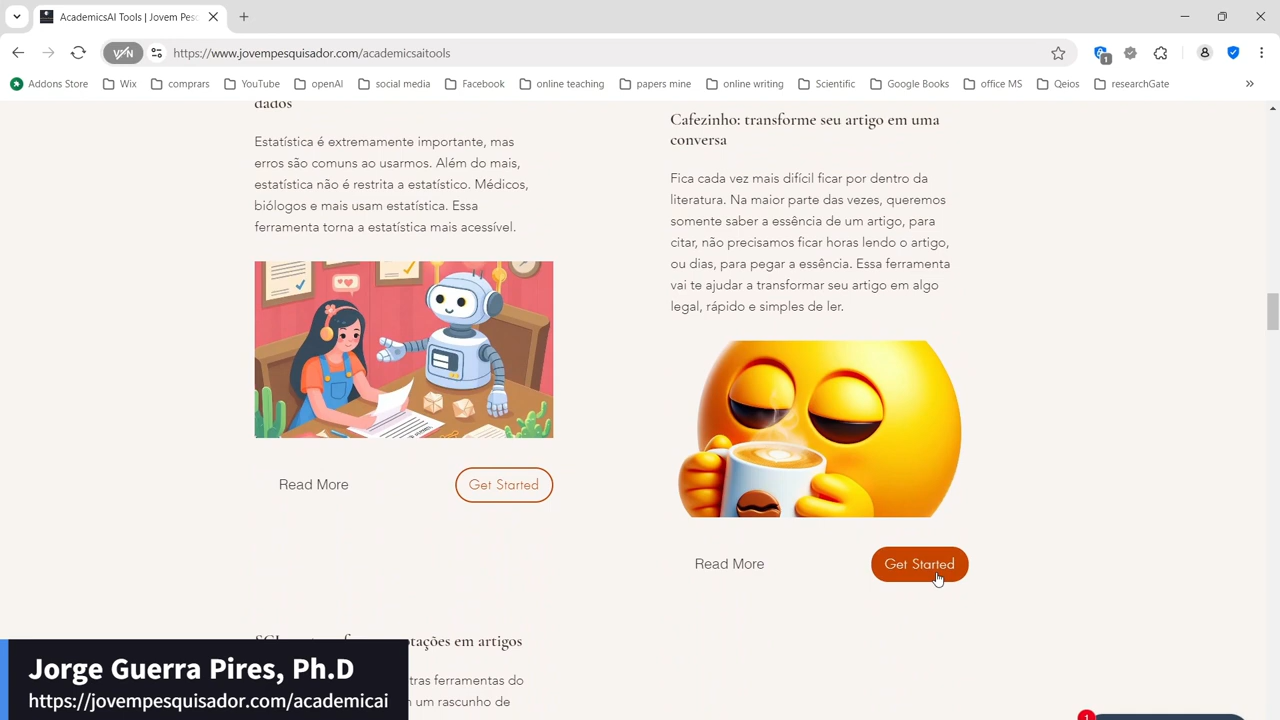 AcademicsAI Tools | Jovem Pes
https://www.jovempesquisador.com/academicsaitools
Addons Store
Wix
comprars
YouTube
openAI
social media
Facebook
online teaching
papers mine
online writing
Scientific
Google Books
office MS
Qeios
researchGate
dados
Estatística é extremamente importante, mas
erros são comuns ao usarmos. Além do mais,
estatística não é restrita a estatístico. Médicos,
biólogos e mais usam estatística. Essa
ferramenta torna a estatística mais acessível.
Read More
Get Started
Cafezinho: transforme seu artigo em uma
conversa
Fica cada vez mais difícil ficar por dentro da
literatura. Na maior parte das vezes, queremos
somente saber a essência de um artigo, para
citar, não precisamos ficar horas lendo o artigo,
ou dias, para pegar a essência. Essa ferramenta
vai te ajudar a transformar seu artigo em algo
legal, rápido e simples de ler.
Read More
Get Started
otações em artigos
tras ferramentas do
um rascunho de
Jorge Guerra Pires, Ph.D
https://jovempesquisador.com/academicai
1
1